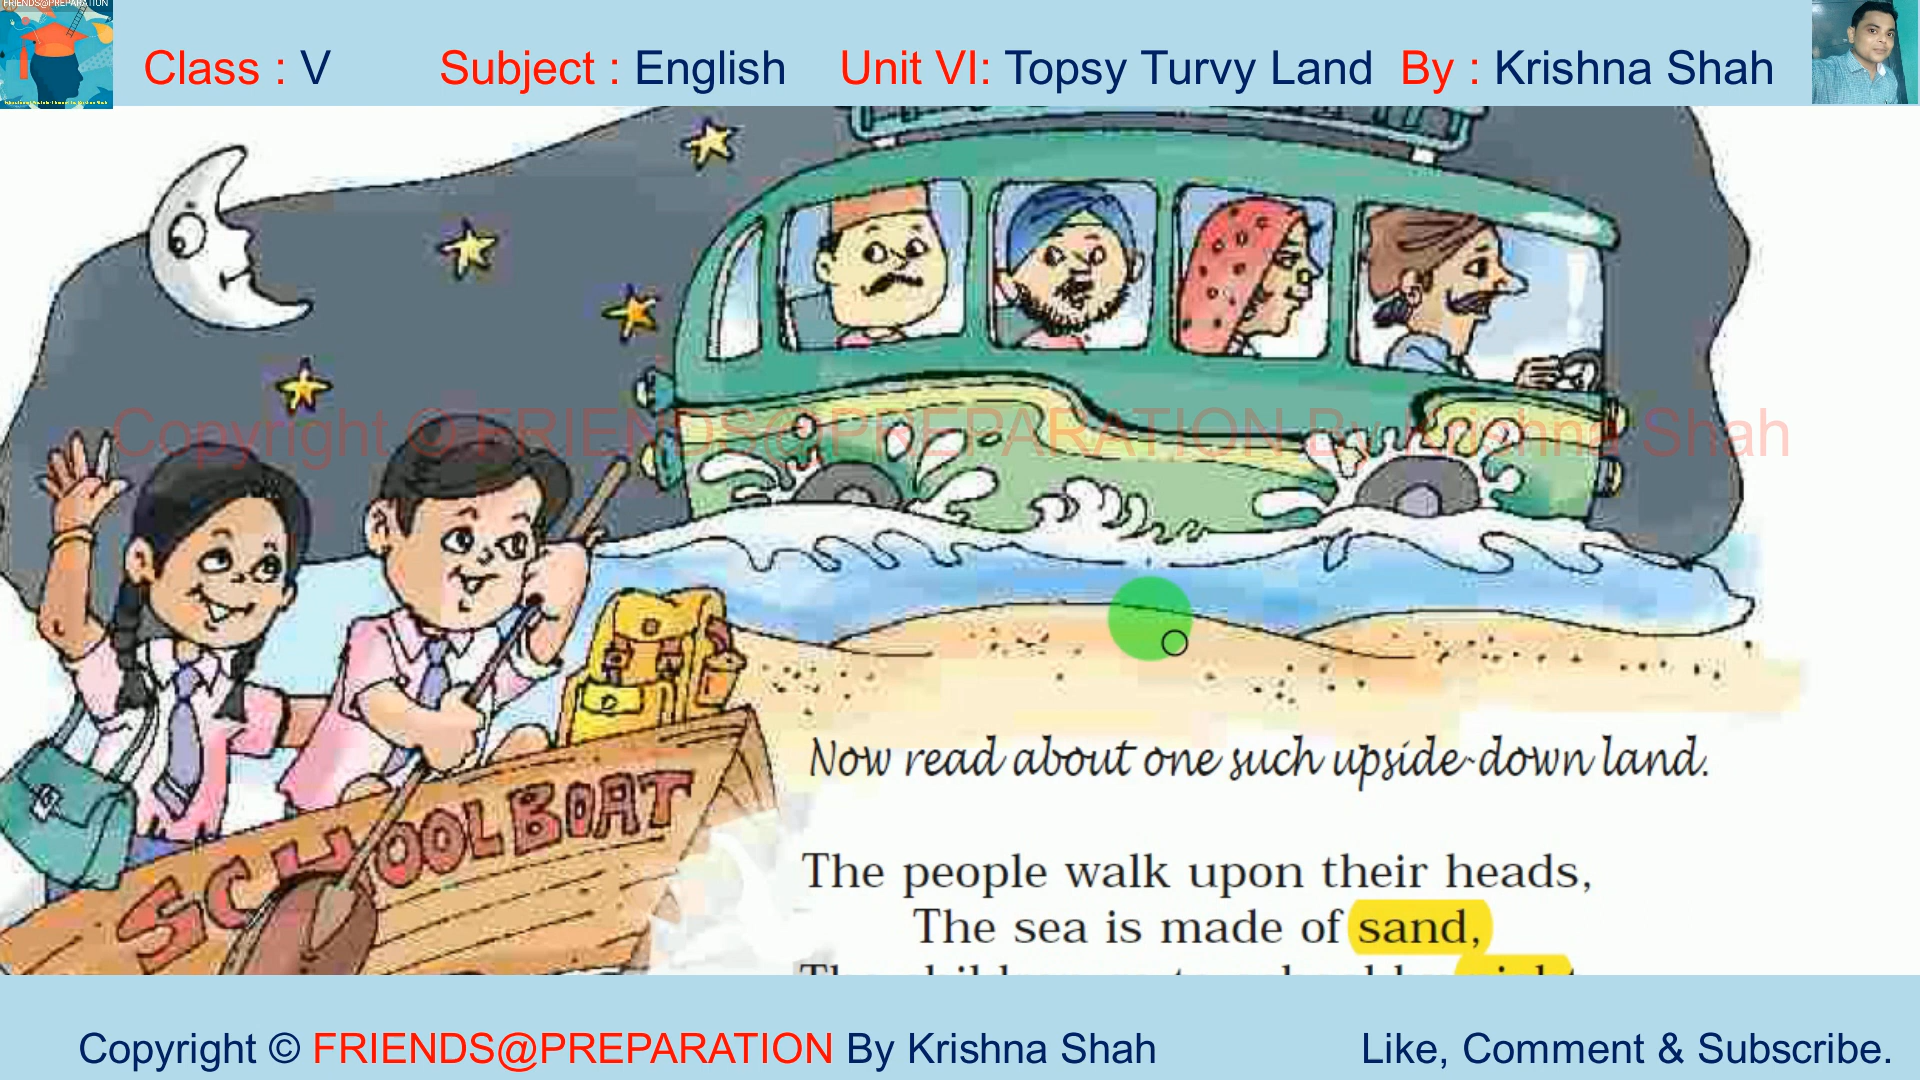 FRIENDS@PREPARATION
Class : V Subject : English Unit VI: Topsy Turvy Land By : Krishna Shah
Copyright © FRIENDS@PREPARATION By Krishna Shah
SCHOOLBOAT
Now read about one such upside-down land.
The people walk upon their heads,
The sea is made of sand,
Copyright © FRIENDS@PREPARATION By Krishna Shah Like, Comment & Subscribe.